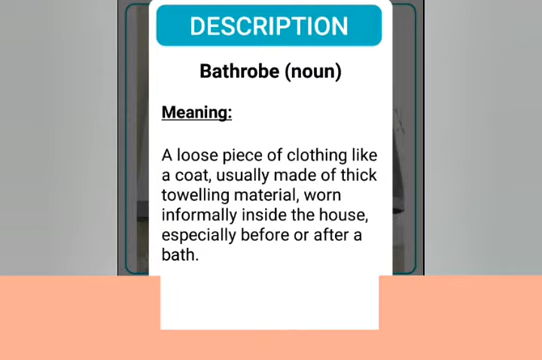 DESCRIPTION
Bathrobe (noun)
Meaning:
A loose piece of clothing like
a coat, usually made of thick
towelling material, worn
informally inside the house,
especially before or after a
bath.